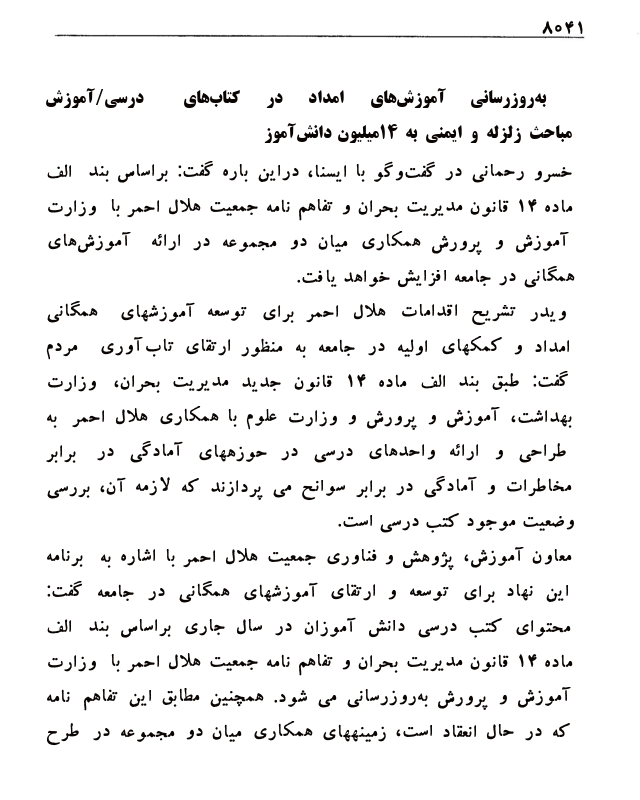 ۸۰۴۱
به‌روزرسانی آموزش‌های امداد در کتاب‌های درسی/آموزش
مباحث زلزله و ایمنی به ۱۴میلیون دانش‌آموز
خسرو رحمانی در گفت‌وگو با ایسنا، دراین باره گفت: براساس بند الف
ماده ۱۴ قانون مدیریت بحران و تفاهم نامه جمعیت هلال احمر با وزارت
آموزش و پرورش همکاری میان دو مجموعه در ارائه آموزش‌های
همگانی در جامعه افزایش خواهد یافت.
ویدر تشریح اقدامات هلال احمر برای توسعه آموزشهای همگانی
امداد و کمکهای اولیه در جامعه به منظور ارتقای تاب‌آوری مردم
گفت: طبق بند الف ماده ۱۴ قانون جدید مدیریت بحران، وزارت
بهداشت، آموزش و پرورش و وزارت علوم با همکاری هلال احمر به
طراحی و ارائه واحدهای درسی در حوزههای آمادگی در برابر
مخاطرات و آمادگی در برابر سوانح می پردازند که لازمه آن، بررسی
وضعیت موجود کتب درسی است.
معاون آموزش، پژوهش و فناوری جمعیت هلال احمر با اشاره به برنامه
این نهاد برای توسعه و ارتقای آموزشهای همگانی در جامعه گفت:
محتوای کتب درسی دانش آموزان در سال جاری براساس بند الف
ماده ۱۴ قانون مدیریت بحران و تفاهم نامه جمعیت هلال احمر با وزارت
آموزش و پرورش به‌روزرسانی می شود. همچنین مطابق این تفاهم نامه
که در حال انعقاد است، زمینههای همکاری میان دو مجموعه در طرح